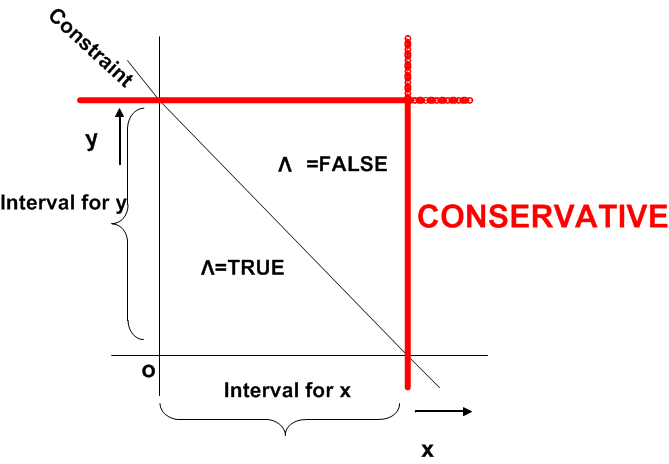 Constraint
y
Λ =FALSE
Interval for y
CONSERVATIVE
Λ=TRUE
o
Interval for x
x